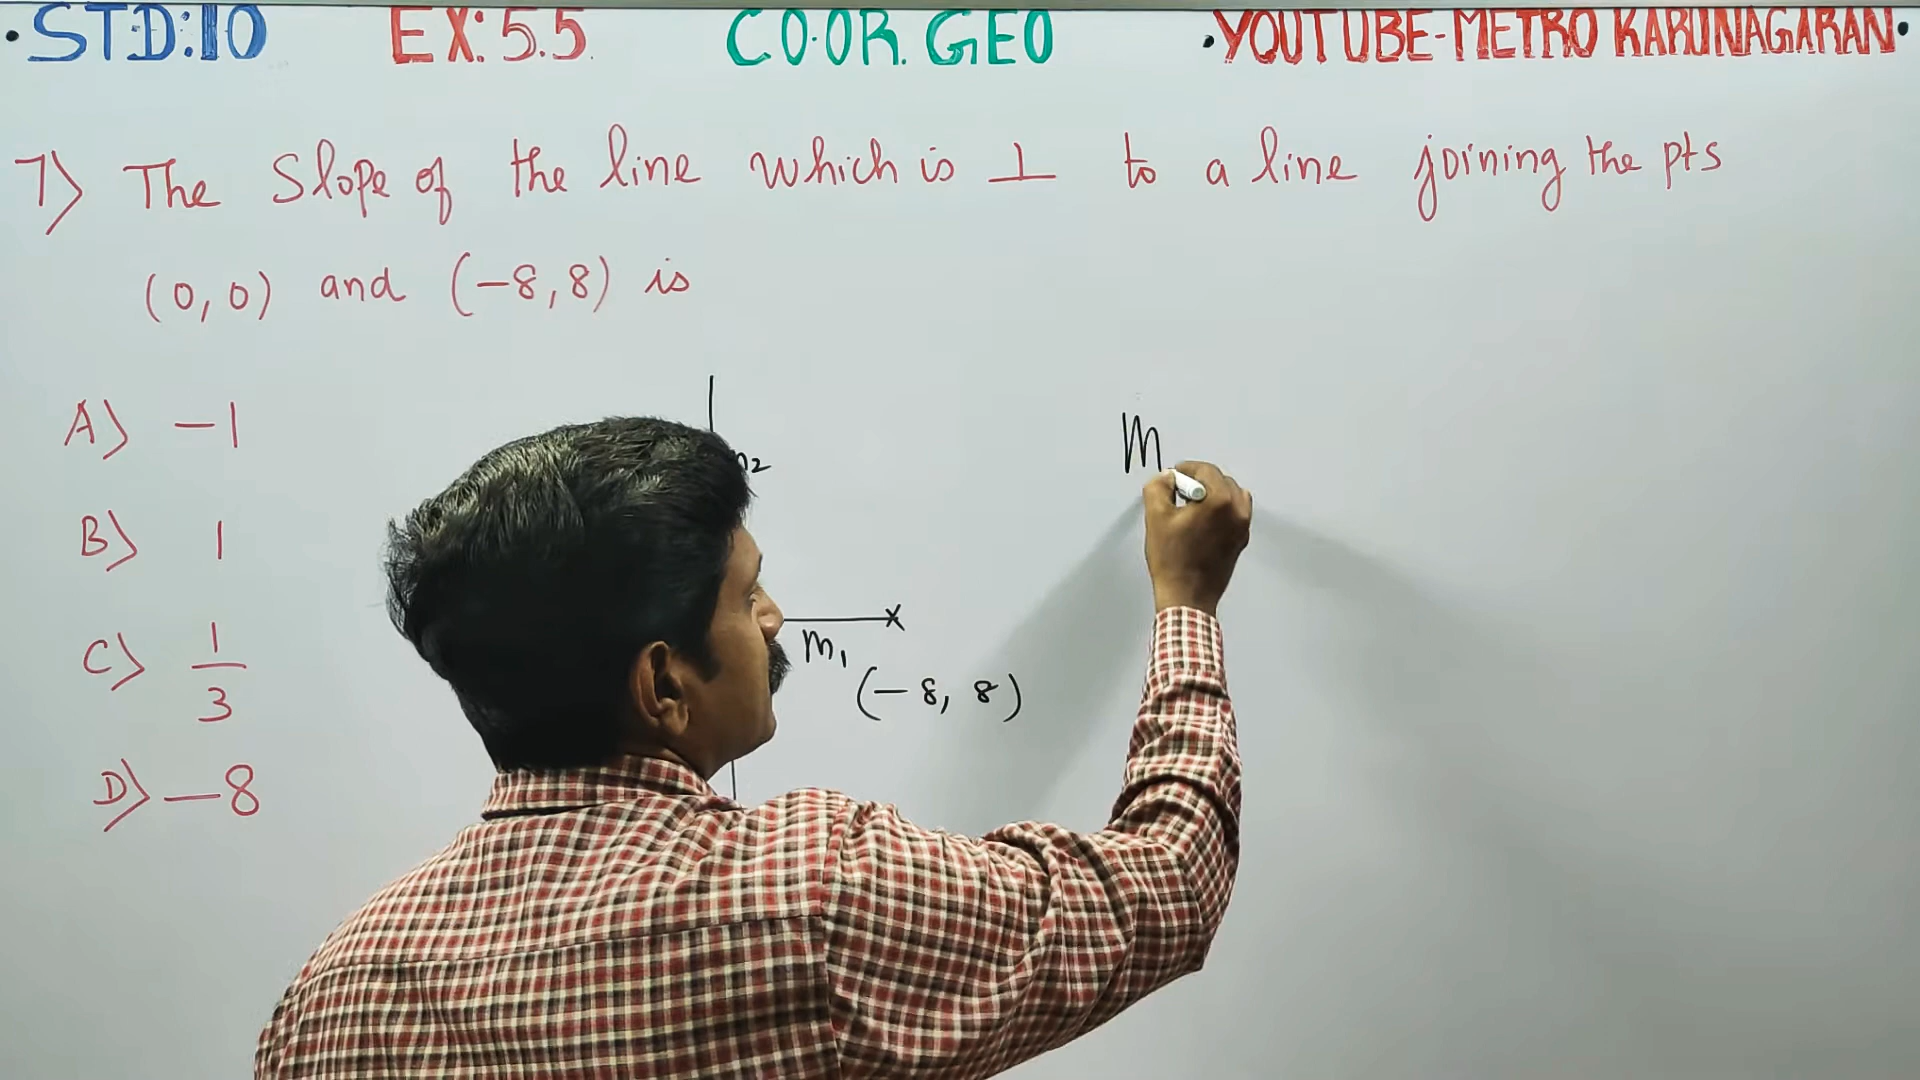 •STD:10 EX:5.5 CO.OR. GEO •YOUTUBE-METRO KARUNAGARAN•
7) The Slope of the line which is ⊥ to a line joining the pts
(0,0) and (-8,8) is
A) -1
M
2
B) 1
C) 1/3
m1
(-8, 8)
D) -8